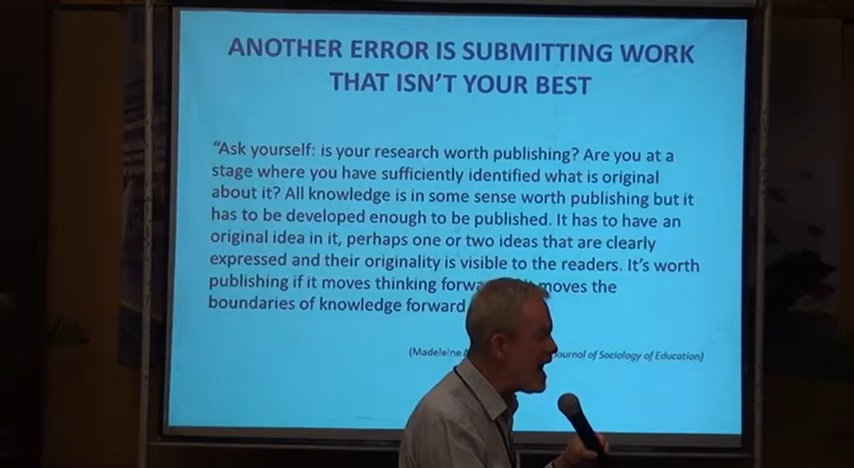 ANOTHER ERROR IS SUBMITTING WORK
THAT ISN'T YOUR BEST
“Ask yourself: is your research worth publishing? Are you at a
stage where you have sufficiently identified what is original
about it? All knowledge is in some sense worth publishing but it
has to be developed enough to be published. It has to have an
original idea in it, perhaps one or two ideas that are clearly
expressed and their originality is visible to the readers. It's worth
publishing if it moves thinking moves the
boundaries of knowledge forward
(Madeleine Journal of Sociology of Education)